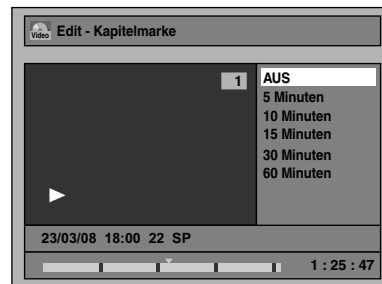 Video
Edit - Kapitelmarke
1
AUS
5 Minuten
10 Minuten
15 Minuten
30 Minuten
60 Minuten
23/03/08 18:00 22 SP
1 : 25 : 47